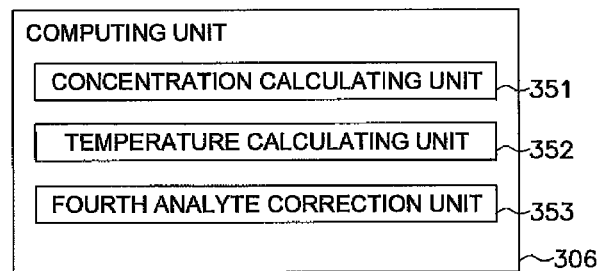 COMPUTING UNIT
CONCENTRATION CALCULATING UNIT 351
TEMPERATURE CALCULATING UNIT 352
FOURTH ANALYTE CORRECTION UNIT 353
306